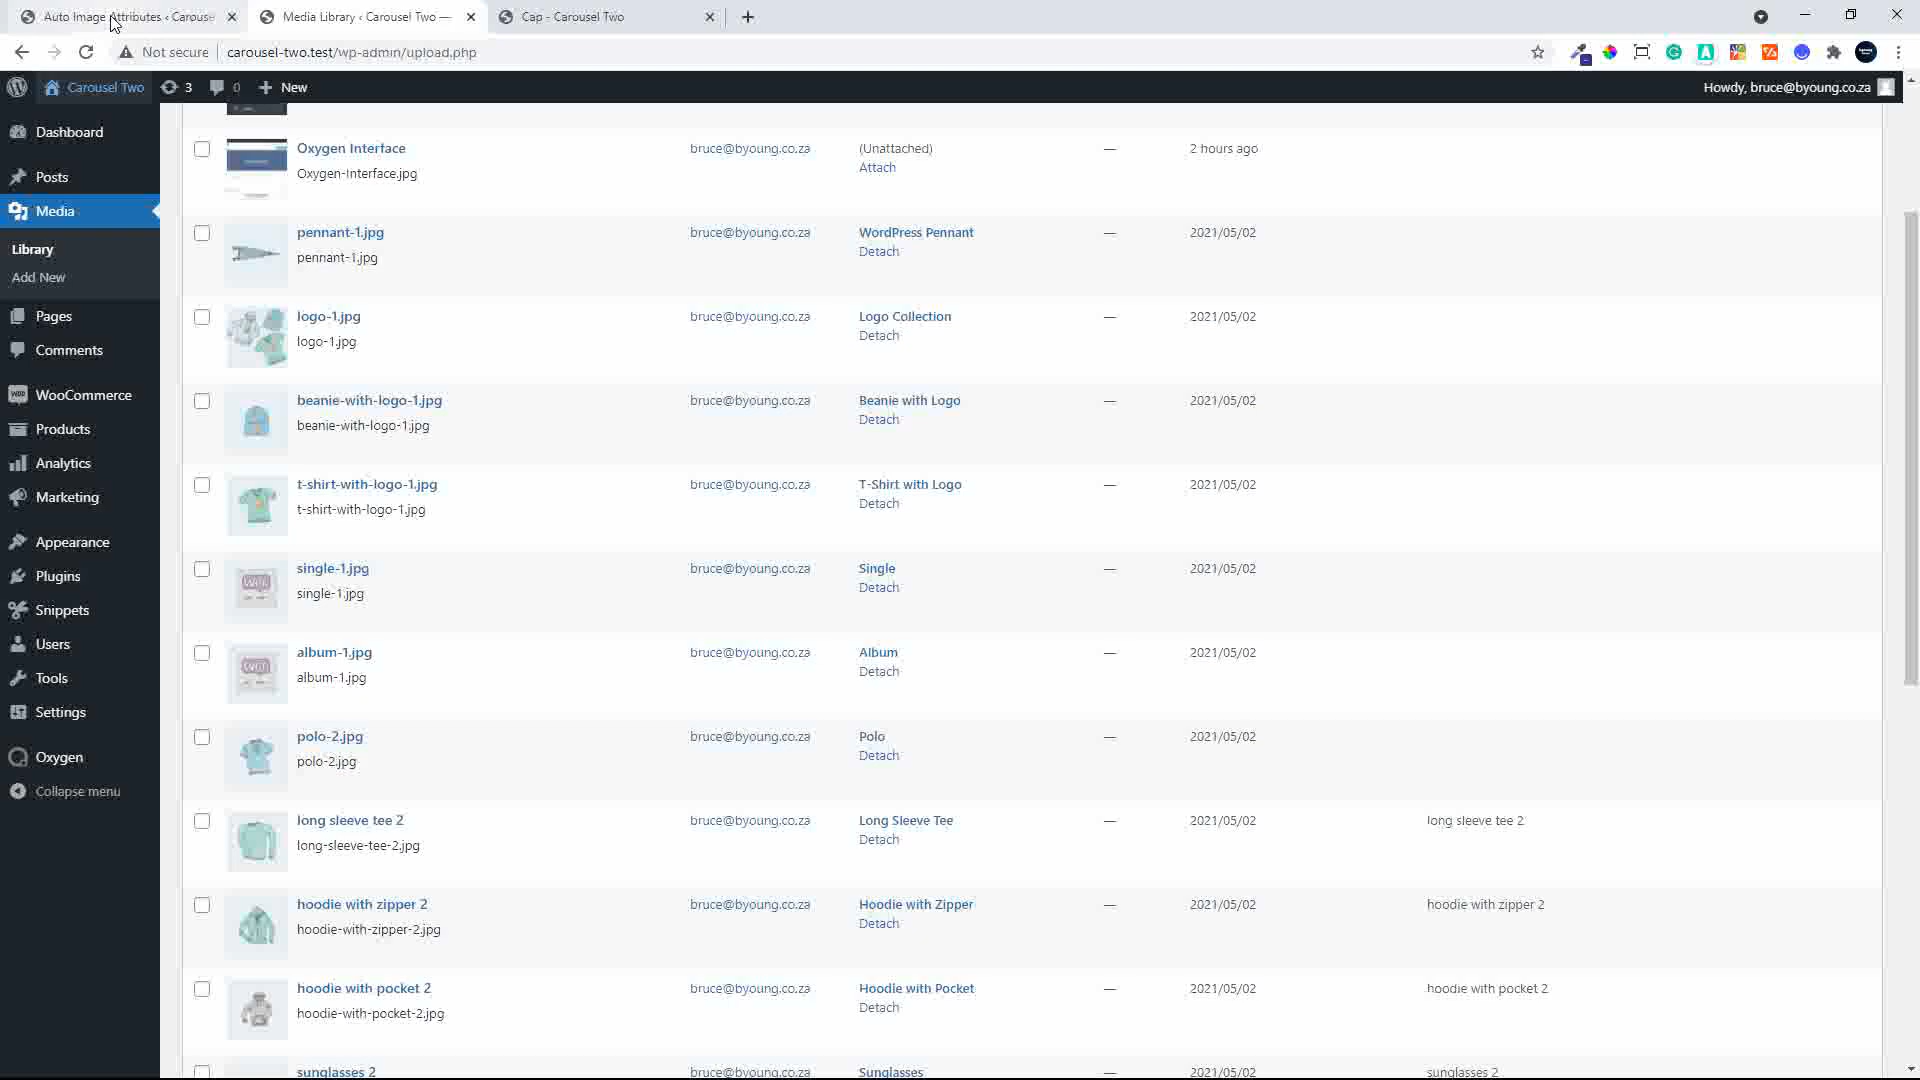 Auto Image Attributes ‹ Carouse
Media Library ‹ Carousel Two —
Cap - Carousel Two
Not secure
carousel-two.test/wp-admin/upload.php
Carousel Two
3
0
New
Howdy, bruce@byoung.co.za
Dashboard
Posts
Media
Library
Add New
Pages
Comments
WooCommerce
Products
Analytics
Marketing
Appearance
Plugins
Snippets
Users
Tools
Settings
Oxygen
Collapse menu
Oxygen Interface bruce@byoung.co.za (Unattached) — 2 hours ago
Oxygen-Interface.jpg Attach
pennant-1.jpg bruce@byoung.co.za WordPress Pennant — 2021/05/02
pennant-1.jpg Detach
logo-1.jpg bruce@byoung.co.za Logo Collection — 2021/05/02
logo-1.jpg Detach
beanie-with-logo-1.jpg bruce@byoung.co.za Beanie with Logo — 2021/05/02
beanie-with-logo-1.jpg Detach
t-shirt-with-logo-1.jpg bruce@byoung.co.za T-Shirt with Logo — 2021/05/02
t-shirt-with-logo-1.jpg Detach
single-1.jpg bruce@byoung.co.za Single — 2021/05/02
single-1.jpg Detach
album-1.jpg bruce@byoung.co.za Album — 2021/05/02
album-1.jpg Detach
polo-2.jpg bruce@byoung.co.za Polo — 2021/05/02
polo-2.jpg Detach
long sleeve tee 2 bruce@byoung.co.za Long Sleeve Tee — 2021/05/02 long sleeve tee 2
long-sleeve-tee-2.jpg Detach
hoodie with zipper 2 bruce@byoung.co.za Hoodie with Zipper — 2021/05/02 hoodie with zipper 2
hoodie-with-zipper-2.jpg Detach
hoodie with pocket 2 bruce@byoung.co.za Hoodie with Pocket — 2021/05/02 hoodie with pocket 2
hoodie-with-pocket-2.jpg Detach
sunglasses 2 bruce@byoung.co.za Sunglasses — 2021/05/02 sunglasses 2